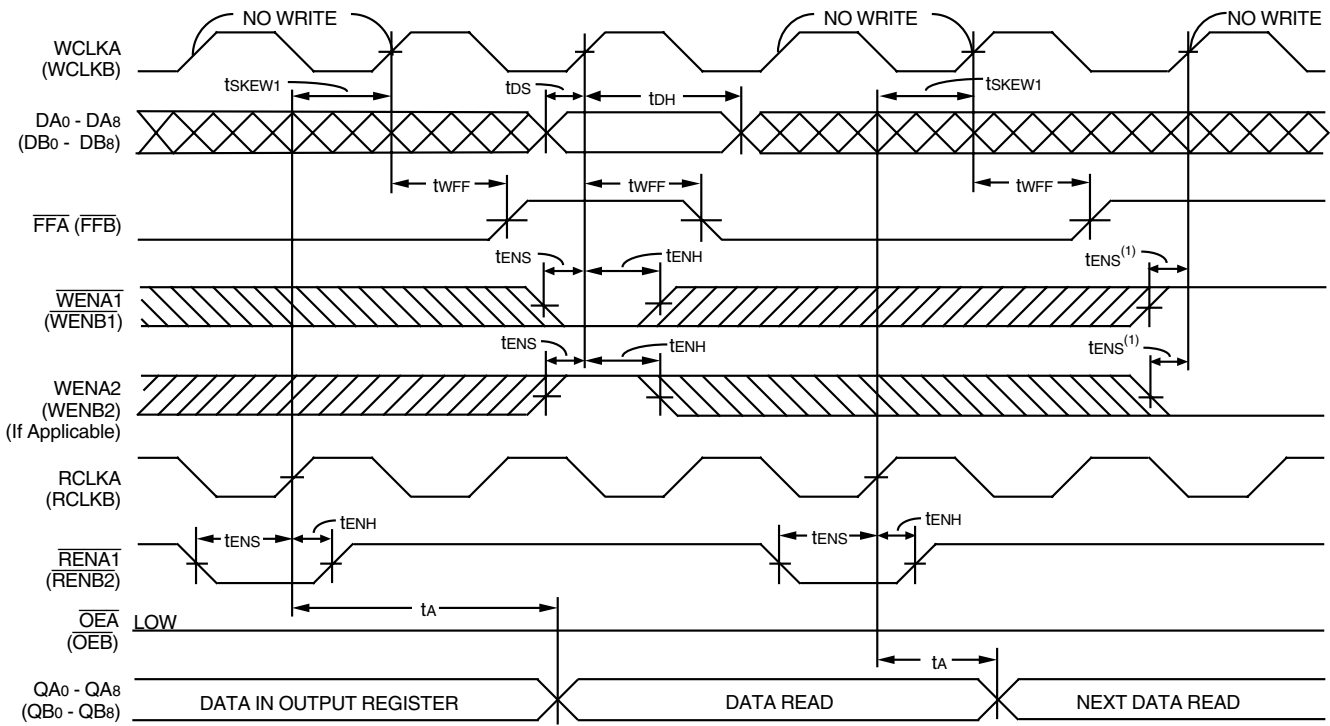 NO WRITE
NO WRITE
NO WRITE
WCLKA
(WCLKB)
tSKEW1
tDS
tDH
tSKEW1
DA0 - DA8
(DB0 - DB8)
tWFF
tWFF
tWFF
FFA (FFB)
tENS
tENH
tENS(1)
WENA1
(WENB1)
tENS
tENH
tENS(1)
WENA2
(WENB2)
(If Applicable)
RCLKA
(RCLKB)
tENS
tENH
tENS
tENH
RENA1
(RENB2)
tA
OEA
(OEB)
LOW
tA
QA0 - QA8
(QB0 - QB8)
DATA IN OUTPUT REGISTER
DATA READ
NEXT DATA READ